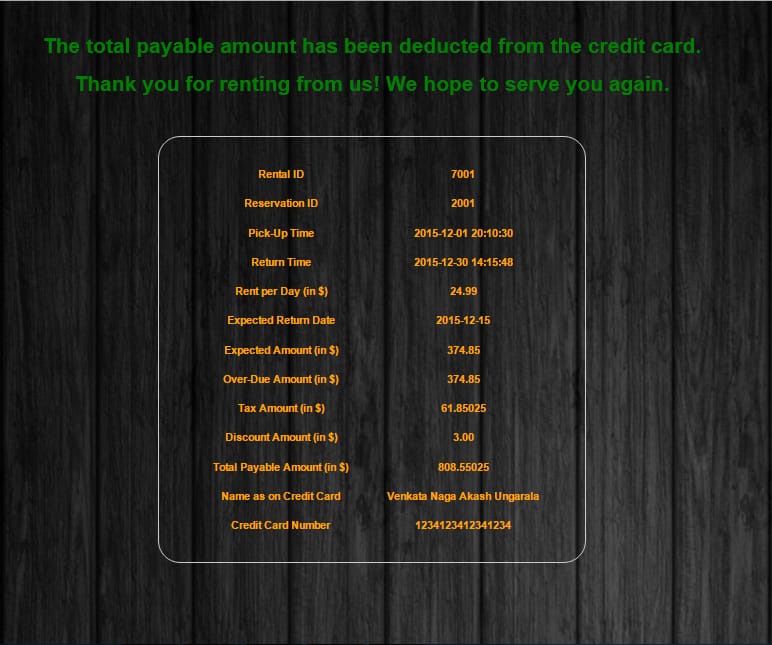 The total payable amount has been deducted from the credit card.
Thank you for renting from us! We hope to serve you again.
Rental ID 7001
Reservation ID 2001
Pick-Up Time 2015-12-01 20:10:30
Return Time 2015-12-30 14:15:48
Rent per Day (in $) 24.99
Expected Return Date 2015-12-15
Expected Amount (in $) 374.85
Over-Due Amount (in $) 374.85
Tax Amount (in $) 61.85025
Discount Amount (in $) 3.00
Total Payable Amount (in $) 808.55025
Name as on Credit Card Venkata Naga Akash Ungarala
Credit Card Number 1234123412341234